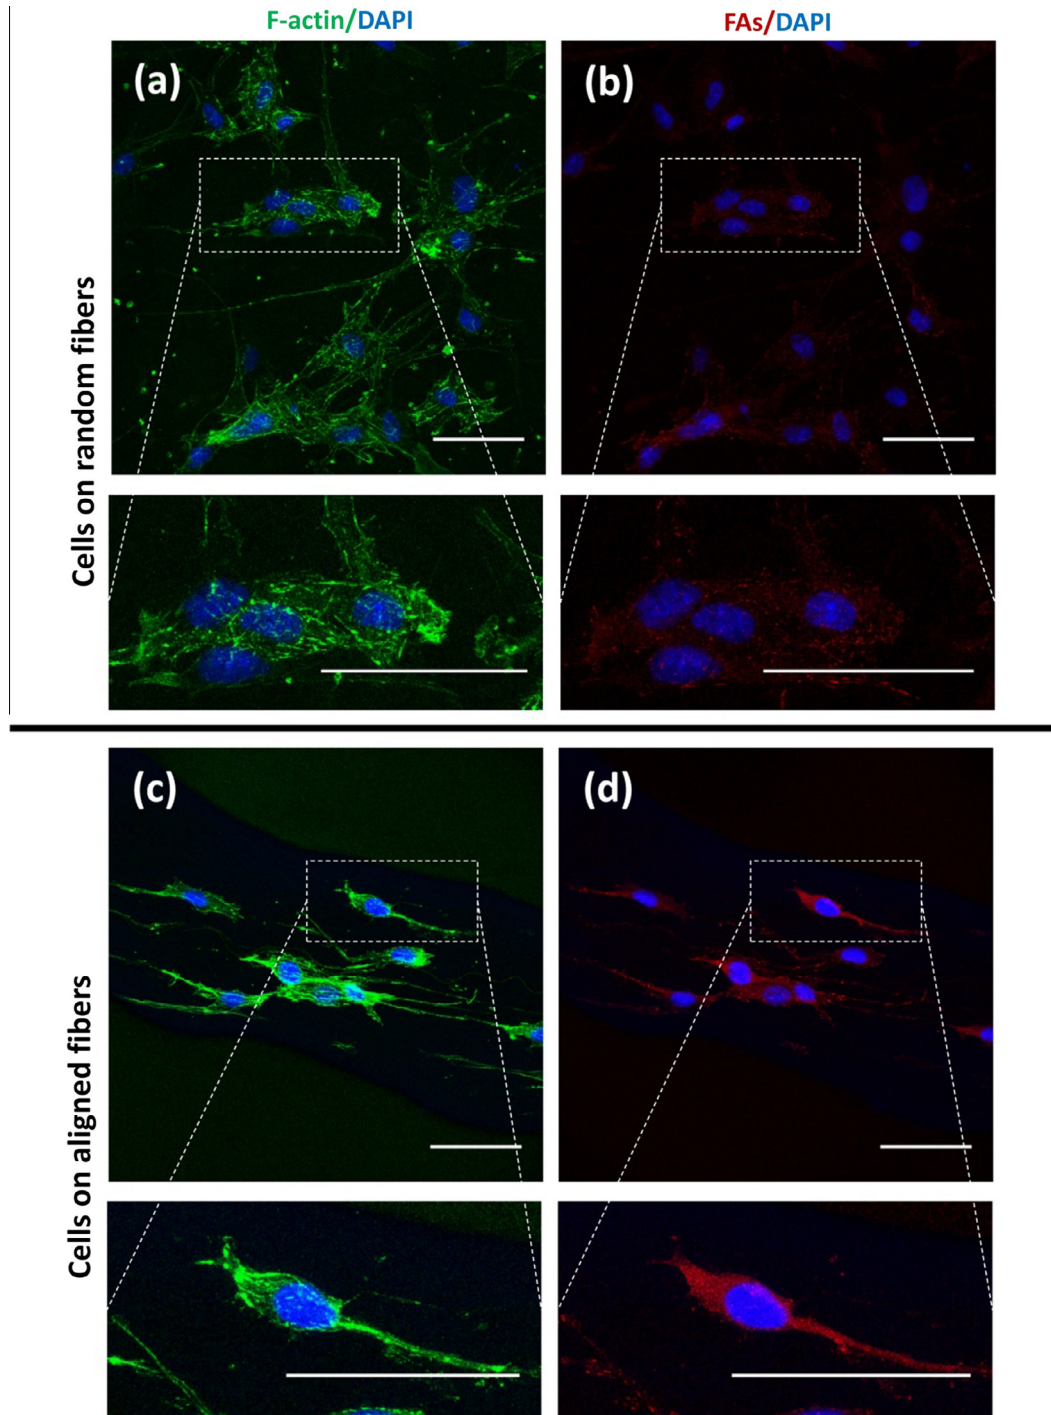 F-actin/DAPI
FAs/DAPI
(a)
(b)
Cells on random fibers
(c)
(d)
Cells on aligned fibers